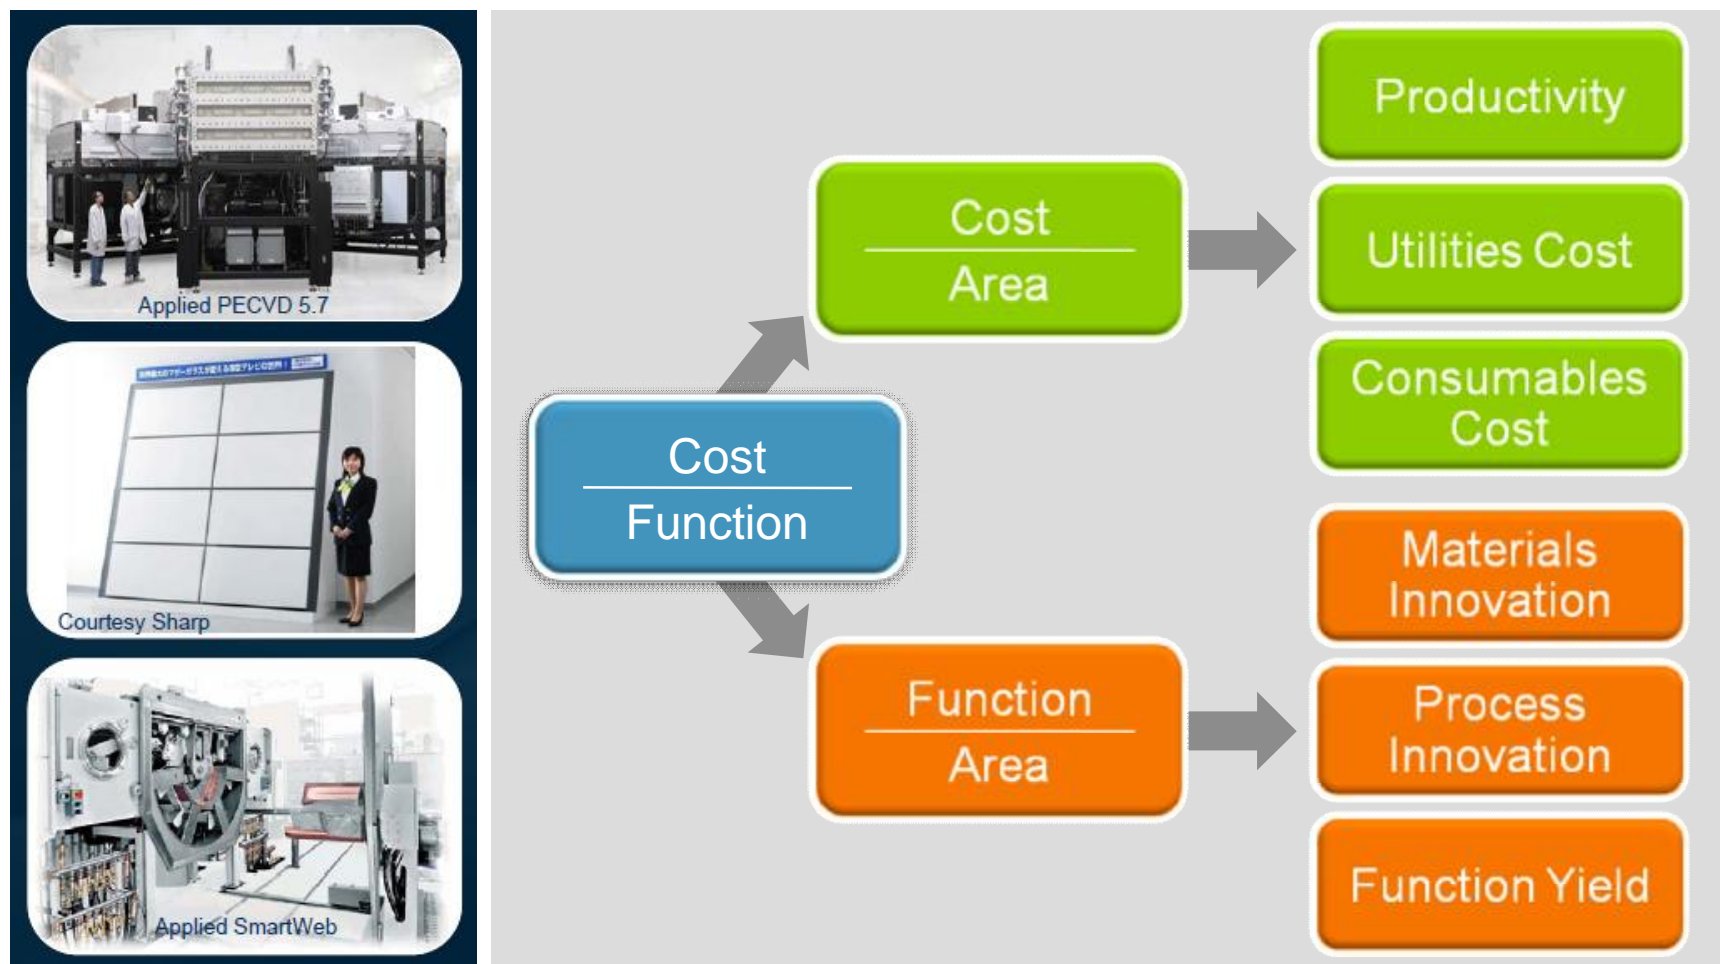 Applied PECVD 5.7
Courtesy Sharp
Applied SmartWeb
Cost
Function
Cost
Area
Function
Area
Productivity
Utilities Cost
Consumables
Cost
Materials
Innovation
Process
Innovation
Function Yield